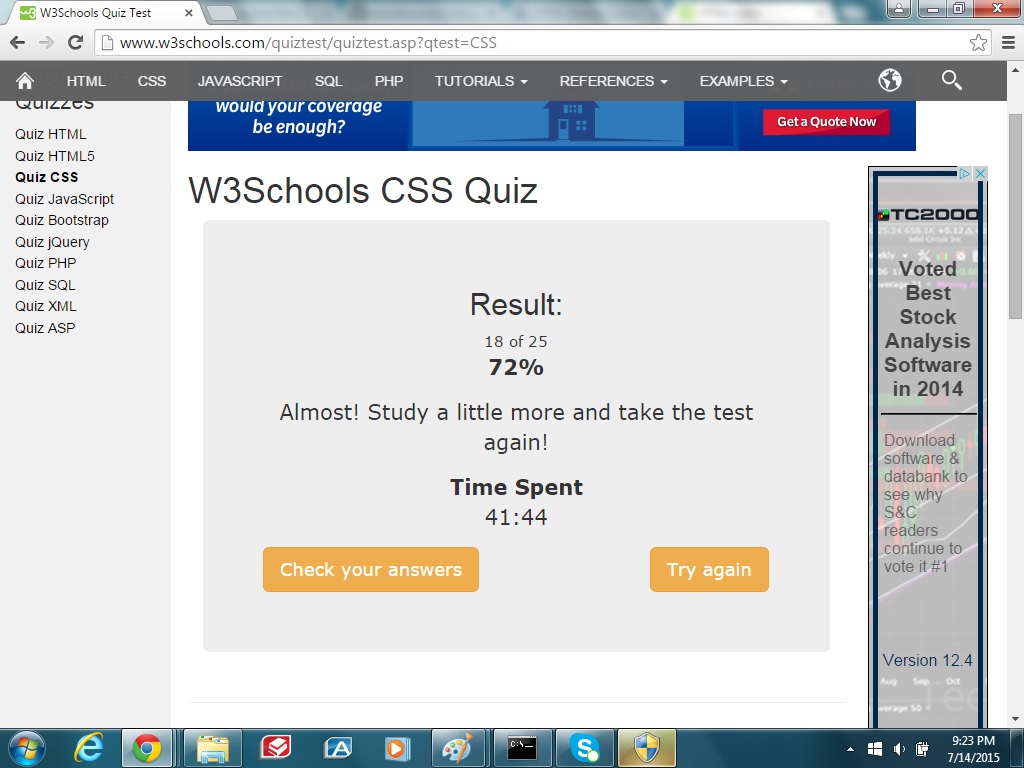 W3Schools Quiz Test
www.w3schools.com/quiztest/quiztest.asp?qtest=CSS
HTML CSS JAVASCRIPT SQL PHP TUTORIALS REFERENCES EXAMPLES
Quizzes
Quiz HTML
Quiz HTML5
Quiz CSS
Quiz JavaScript
Quiz Bootstrap
Quiz jQuery
Quiz PHP
Quiz SQL
Quiz XML
Quiz ASP
would your coverage
be enough?
Get a Quote Now
W3Schools CSS Quiz
Result:
18 of 25
72%
Almost! Study a little more and take the test
again!
Time Spent
41:44
Check your answers
Try again
TC2000
Voted
Best
Stock
Analysis
Software
in 2014
Download
software &
databank to
see why
S&C
readers
continue to
vote it #1
Version 12.4
Aug Sep Oct
9:23 PM
7/14/2015